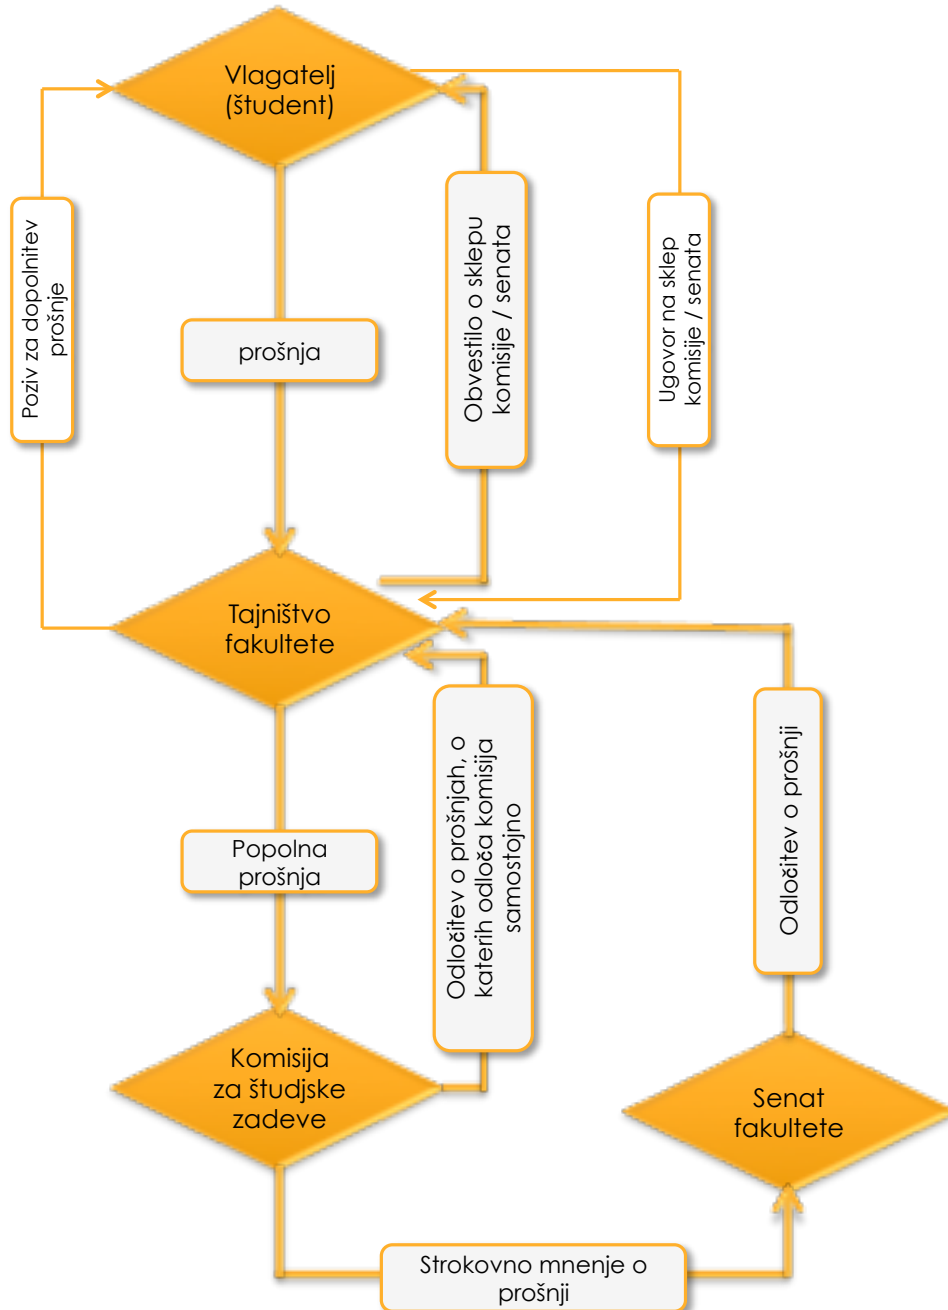 Vlagatelj
(študent)
Poziv za dopolnitev
prošnje
prošnja
Obvestilo o sklepu
komisije / senata
Ugovor na sklep
komisije / senata
Tajništvo
fakultete
Popolna
prošnja
Odločitev o prošnjah, o
katerih odloča komisija
samostojno
Odločitev o prošnji
Komisija
za študjske
zadeve
Senat
fakultete
Strokovno mnenje o
prošnji